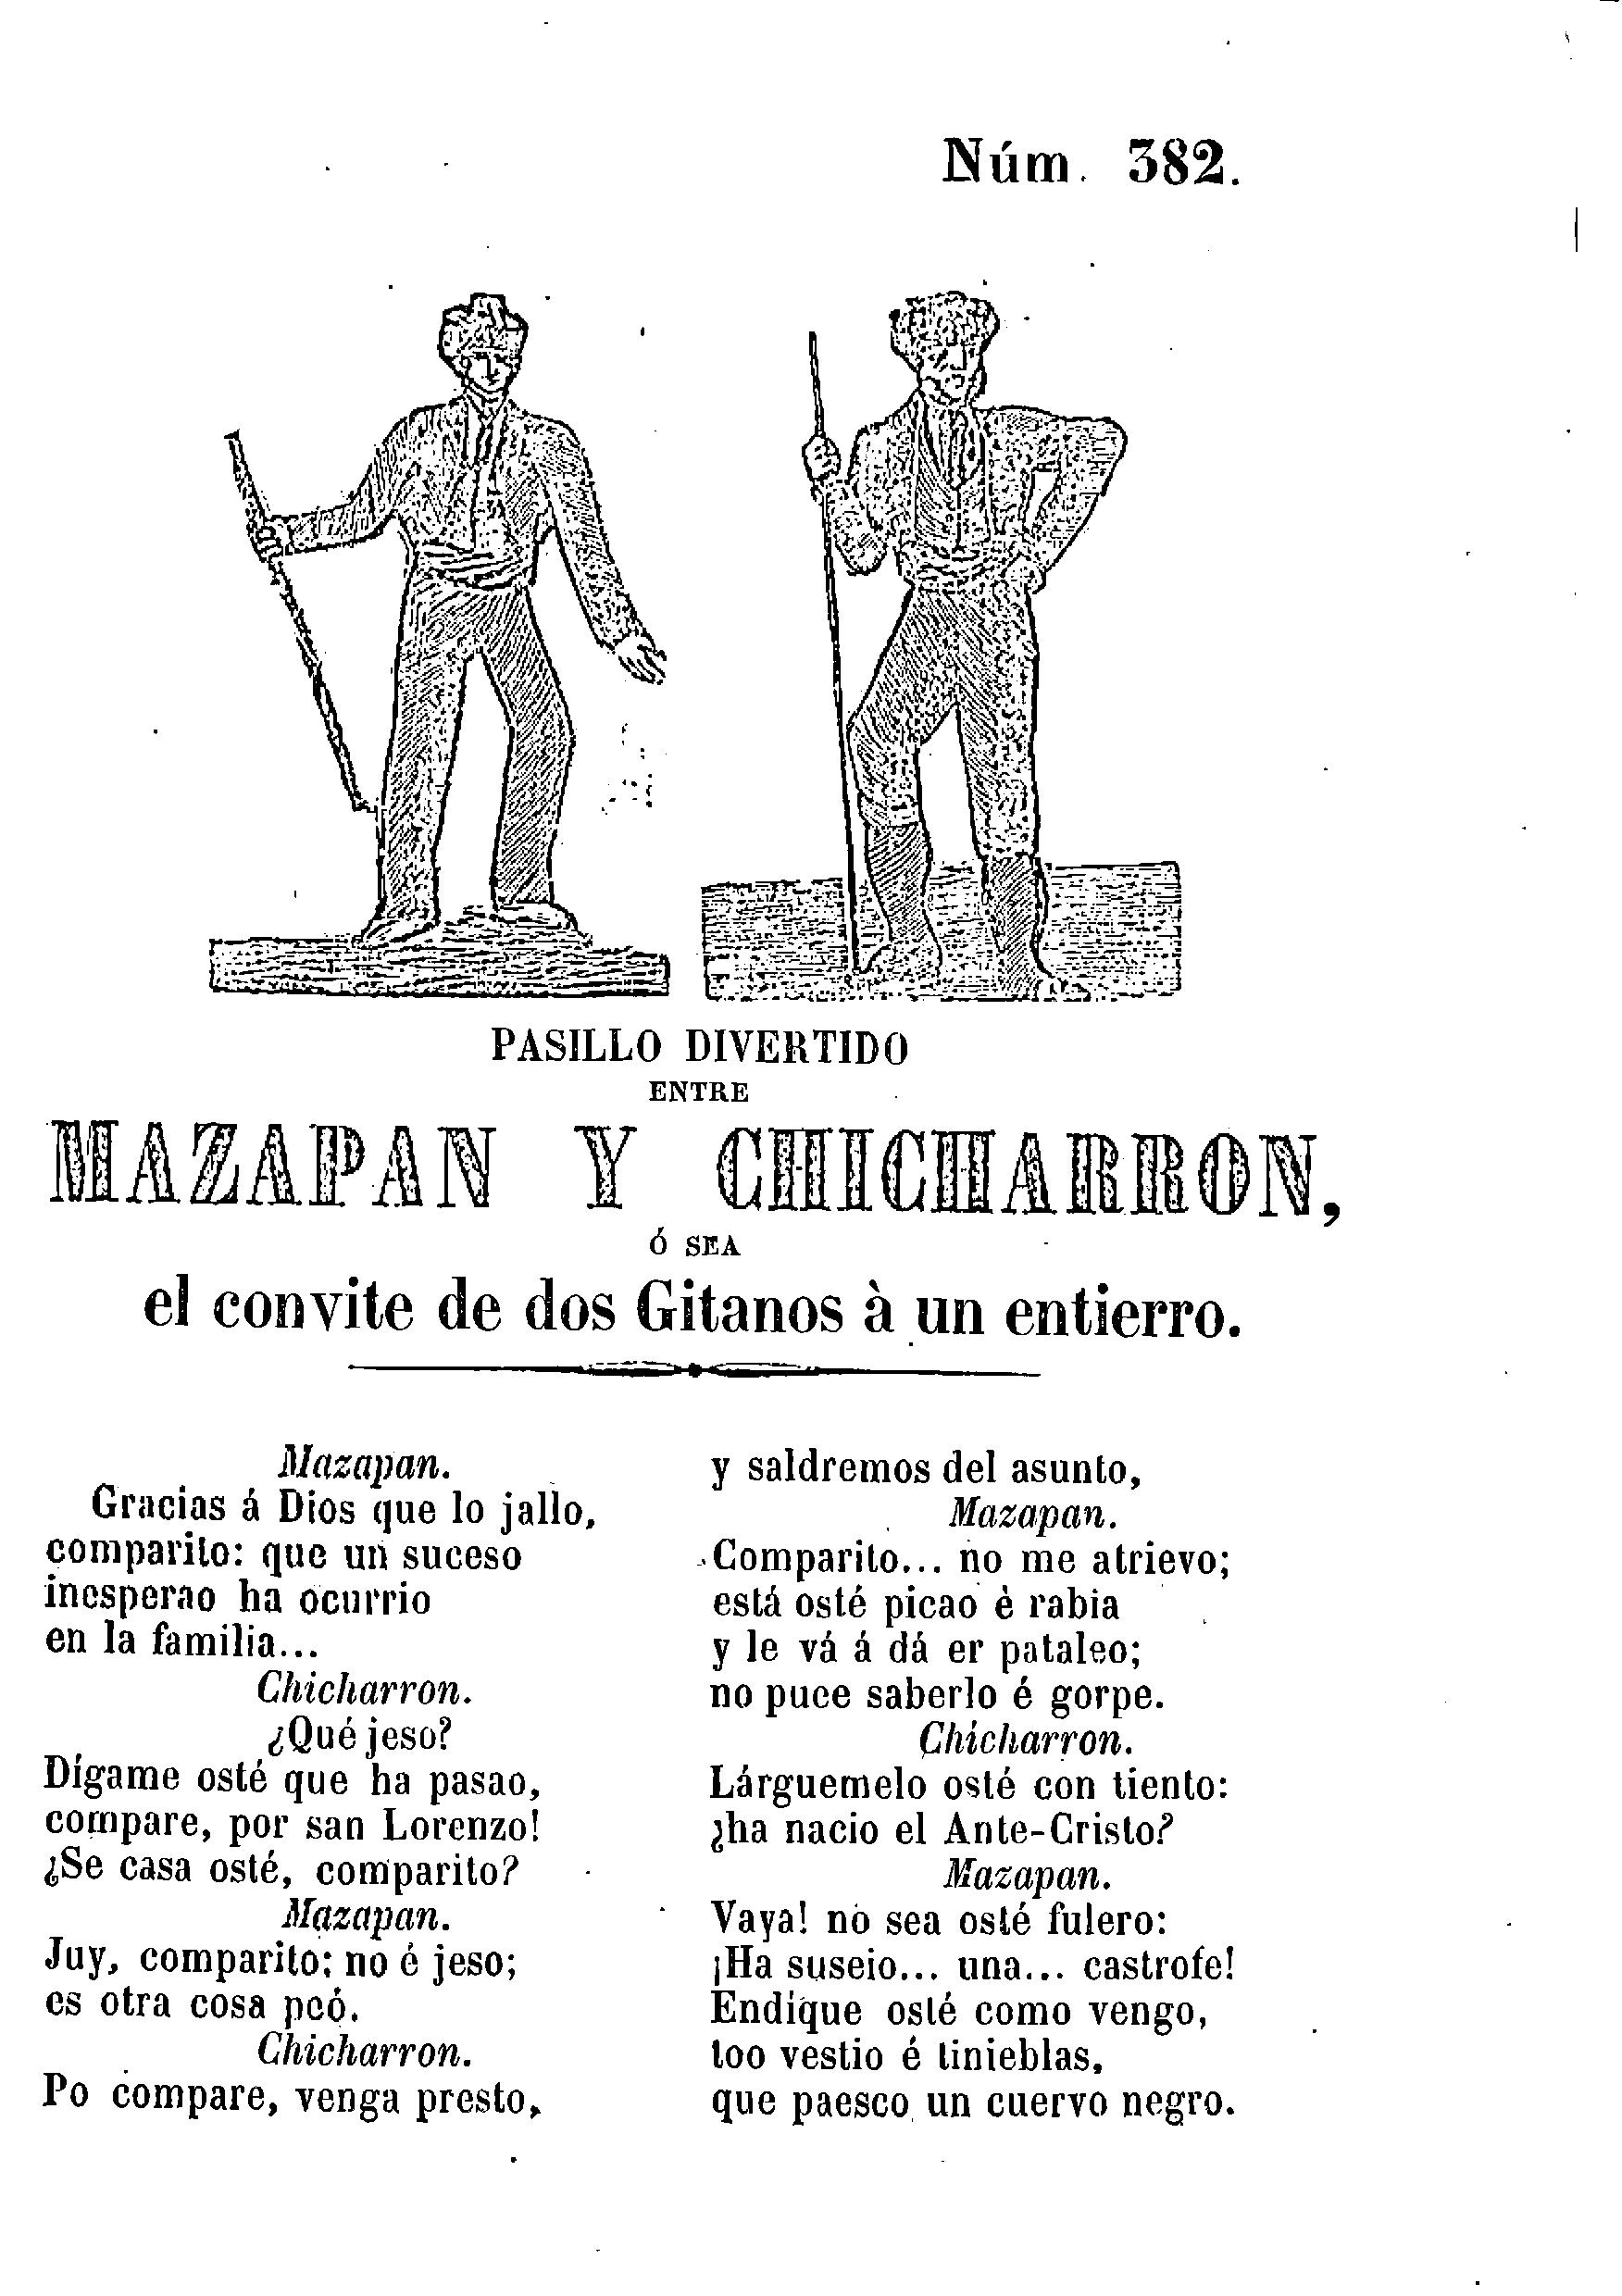 Núm. 382.
PASILLO DIVERTIDO
ENTRE
MAZAPAN Y CHICHARRON,
Ó SEA
el convite de dos Gitanos à un entierro.
Mazapan.
Gracias á Dios que lo jallo,
comparito: que un suceso
inesperao ha ocurrio
en la familia...
Chicharron.
¿Qué jeso?
Dígame osté que ha pasao,
compare, por san Lorenzo!
¿Se casa osté, comparito?
Mazapan.
Juy, comparito; no é jeso;
es otra cosa peó.
Chicharron.
Po compare, venga presto,
y saldremos del asunto,
Mazapan.
Comparito... no me atrievo;
está osté picao è rabia
y le vá á dá er pataleo;
no puee saberlo é gorpe.
Chicharron.
Lárguemelo osté con tiento:
¿ha nacio el Ante-Cristo?
Mazapan.
Vaya! no sea osté fulero:
¡Ha suseio... una... castrofe!
Endique osté como vengo,
too vestio é tinieblas,
que paesco un cuervo negro.